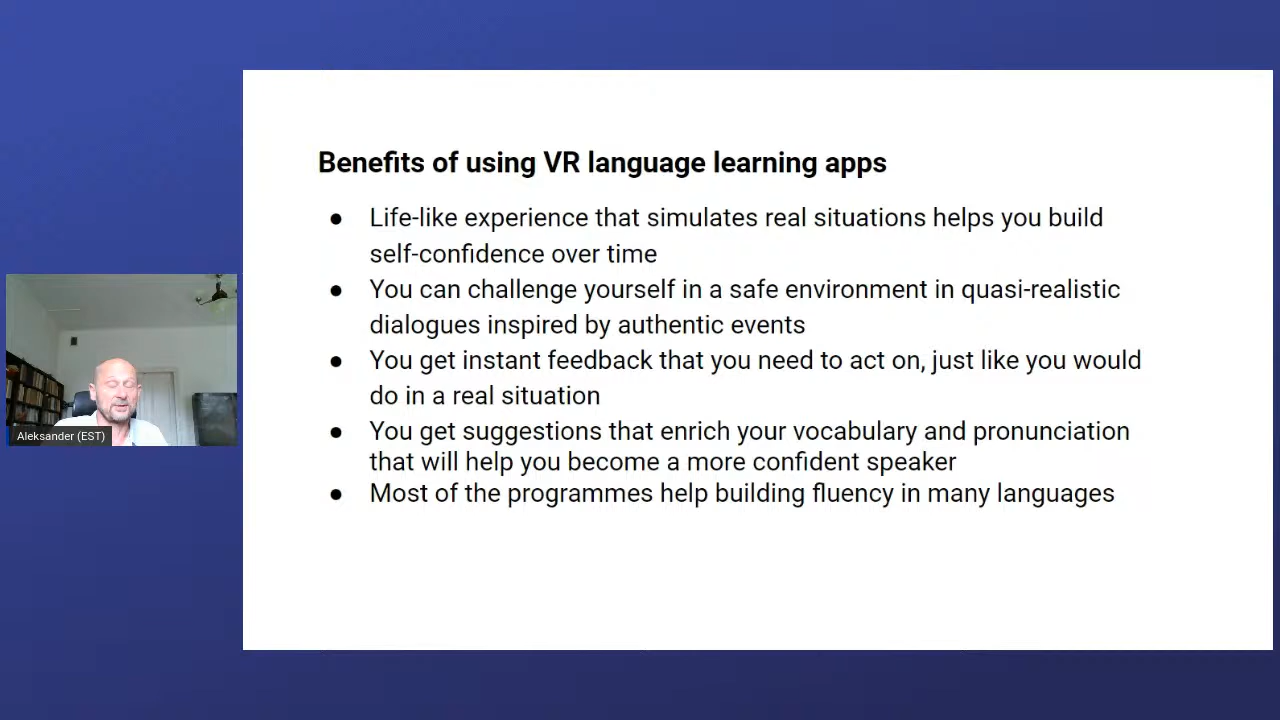 Benefits of using VR language learning apps
● Life-like experience that simulates real situations helps you build
self-confidence over time
● You can challenge yourself in a safe environment in quasi-realistic
dialogues inspired by authentic events
● You get instant feedback that you need to act on, just like you would
do in a real situation
● You get suggestions that enrich your vocabulary and pronunciation
that will help you become a more confident speaker
● Most of the programmes help building fluency in many languages
Aleksander (EST)